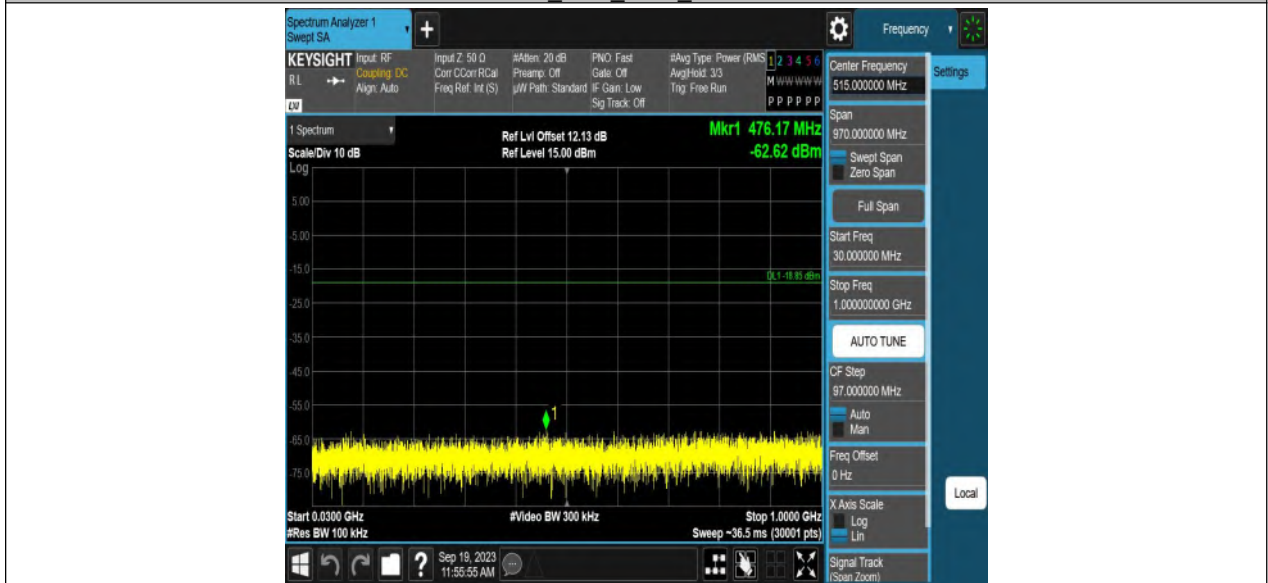 Spectrum Analyzer 1
Swept SA
+
Frequency
KEYSIGHT
RL
LXI
Input: RF
Coupling: DC
Align: Auto
Input Z: 50 Ω
Corr CCorr RCal
Freq Ref: Int (S)
#Atten: 20 dB
Preamp: Off
µW Path: Standard
PNO: Fast
Gate: Off
IF Gain: Low
Sig Track: Off
#Avg Type: Power (RMS
Avg|Hold: 3/3
Trig: Free Run
1 2 3 4 5 6
M W W W W W
P P P P P P
1 Spectrum
Scale/Div 10 dB
Ref Lvl Offset 12.13 dB
Ref Level 15.00 dBm
Mkr1 476.17 MHz
-62.62 dBm
Log
5.00
-5.00
-15.0
DL1 -18.85 dBm
-25.0
-35.0
-45.0
-55.0
1
-65.0
-75.0
Start 0.0300 GHz
#Res BW 100 kHz
#Video BW 300 kHz
Stop 1.0000 GHz
Sweep ~36.5 ms (30001 pts)
?
Sep 19, 2023
11:55:55 AM
Center Frequency
515.000000 MHz
Settings
Span
970.000000 MHz
Swept Span
Zero Span
Full Span
Start Freq
30.000000 MHz
Stop Freq
1.000000000 GHz
AUTO TUNE
CF Step
97.000000 MHz
Auto
Man
Freq Offset
0 Hz
X Axis Scale
Log
Lin
Local
Signal Track
(Span Zoom)